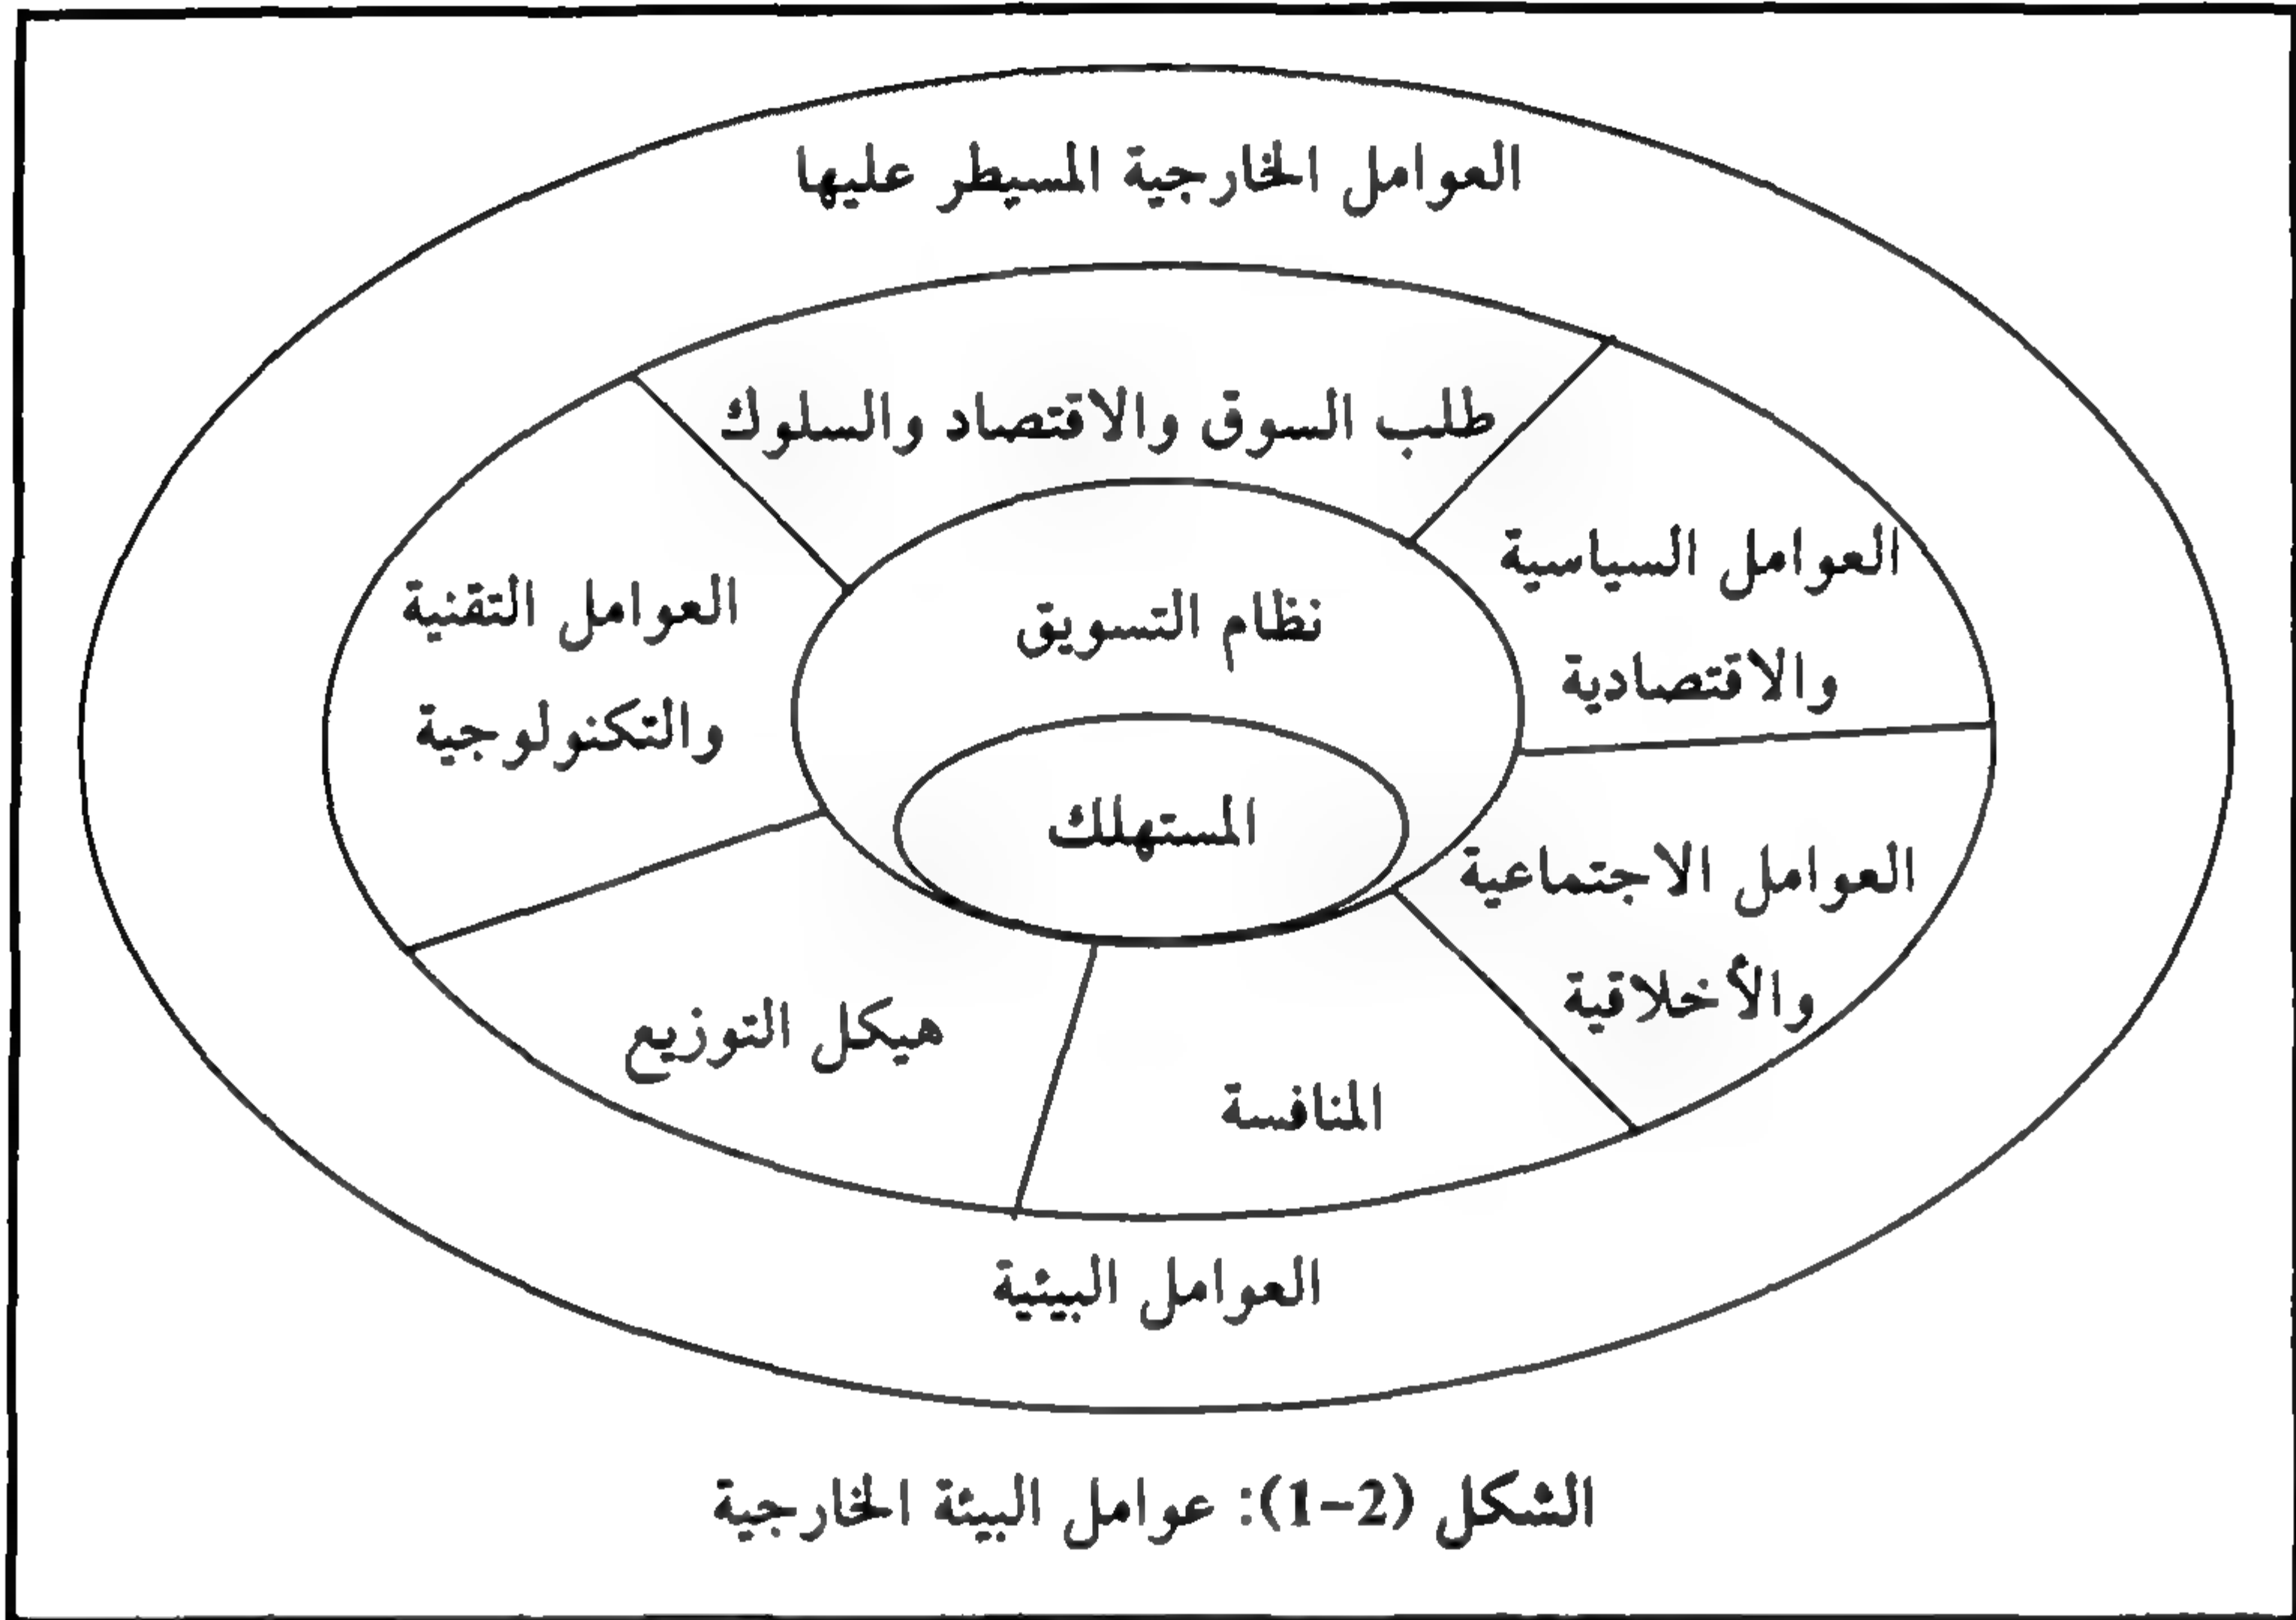 العوامل الخارجية المسيطر عليها
طلب السوق والاقتصاد والسلوك
العوامل السياسية
والاقتصادية
العوامل التقنية
والتكنولوجية
نظام التسويق
المستهلك
العوامل الاجتماعية
والأخلاقية
هيكل التوزيع
المنافسة
العوامل البيئية
الشكل (2-1): عوامل البيئة الخارجية